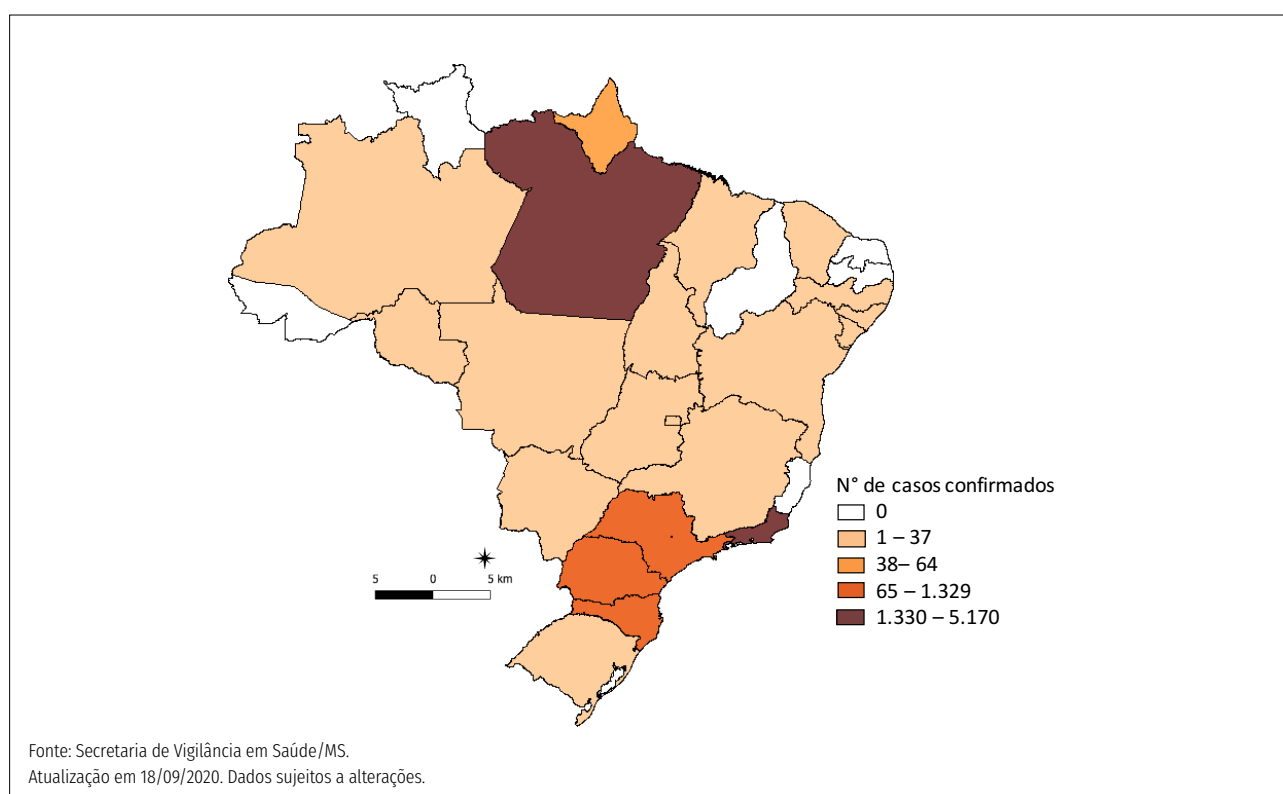 N° de casos confirmados
0
1 – 37
38– 64
65 – 1.329
1.330 – 5.170
5 0 5 km
Fonte: Secretaria de Vigilância em Saúde/MS.
Atualização em 18/09/2020. Dados sujeitos a alterações.